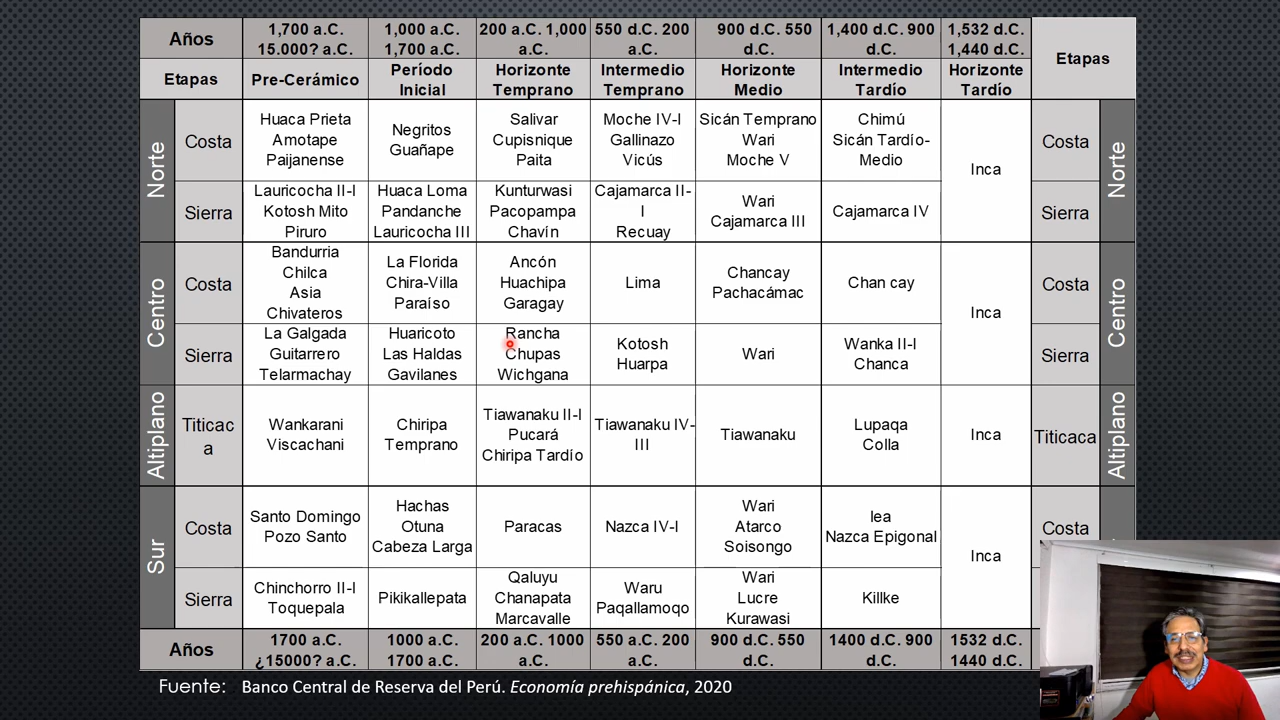 Años
1,700 a.C.
15.000? a.C.
1,000 a.C.
1,700 a.C.
200 a.C. 1,000
a.C.
550 d.C. 200
a.C.
900 d.C. 550
d.C.
1,400 d.C. 900
d.C.
1,532 d.C.
1,440 d.C.
Etapas
Etapas
Pre-Cerámico
Período
Inicial
Horizonte
Temprano
Intermedio
Temprano
Horizonte
Medio
Intermedio
Tardío
Horizonte
Tardío
Norte
Costa
Huaca Prieta
Amotape
Paijanense
Negritos
Guañape
Salivar
Cupisnique
Paita
Moche IV-I
Gallinazo
Vicús
Sicán Temprano
Wari
Moche V
Chimú
Sicán Tardío-
Medio
Inca
Costa
Norte
Sierra
Lauricocha II-I
Kotosh Mito
Piruro
Huaca Loma
Pandanche
Lauricocha III
Kunturwasi
Pacopampa
Chavín
Cajamarca II-
I
Recuay
Wari
Cajamarca III
Cajamarca IV
Sierra
Centro
Costa
Bandurria
Chilca
Asia
Chivateros
La Florida
Chira-Villa
Paraíso
Ancón
Huachipa
Garagay
Lima
Chancay
Pachacámac
Chan cay
Inca
Costa
Centro
Sierra
La Galgada
Guitarrero
Telarmachay
Huaricoto
Las Haldas
Gavilanes
Rancha
Chupas
Wichgana
Kotosh
Huarpa
Wari
Wanka II-I
Chanca
Sierra
Altiplano
Titicac
a
Wankarani
Viscachani
Chiripa
Temprano
Tiawanaku II-I
Pucará
Chiripa Tardío
Tiawanaku IV-
III
Tiawanaku
Lupaqa
Colla
Inca
Titicaca
Altiplano
Sur
Costa
Santo Domingo
Pozo Santo
Hachas
Otuna
Cabeza Larga
Paracas
Nazca IV-I
Wari
Atarco
Soisongo
Iea
Nazca Epigonal
Inca
Costa
Sierra
Chinchorro II-I
Toquepala
Pikikallepata
Qaluyu
Chanapata
Marcavalle
Waru
Paqallamoqo
Wari
Lucre
Kurawasi
Killke
Años
1700 a.C.
¿15000? a.C.
1000 a.C.
1700 a.C.
200 a.C. 1000
a.C.
550 a.C. 200
a.C.
900 d.C. 550
d.C.
1400 d.C. 900
d.C.
1532 d.C.
1440 d.C.
Fuente: Banco Central de Reserva del Perú. Economía prehispánica, 2020